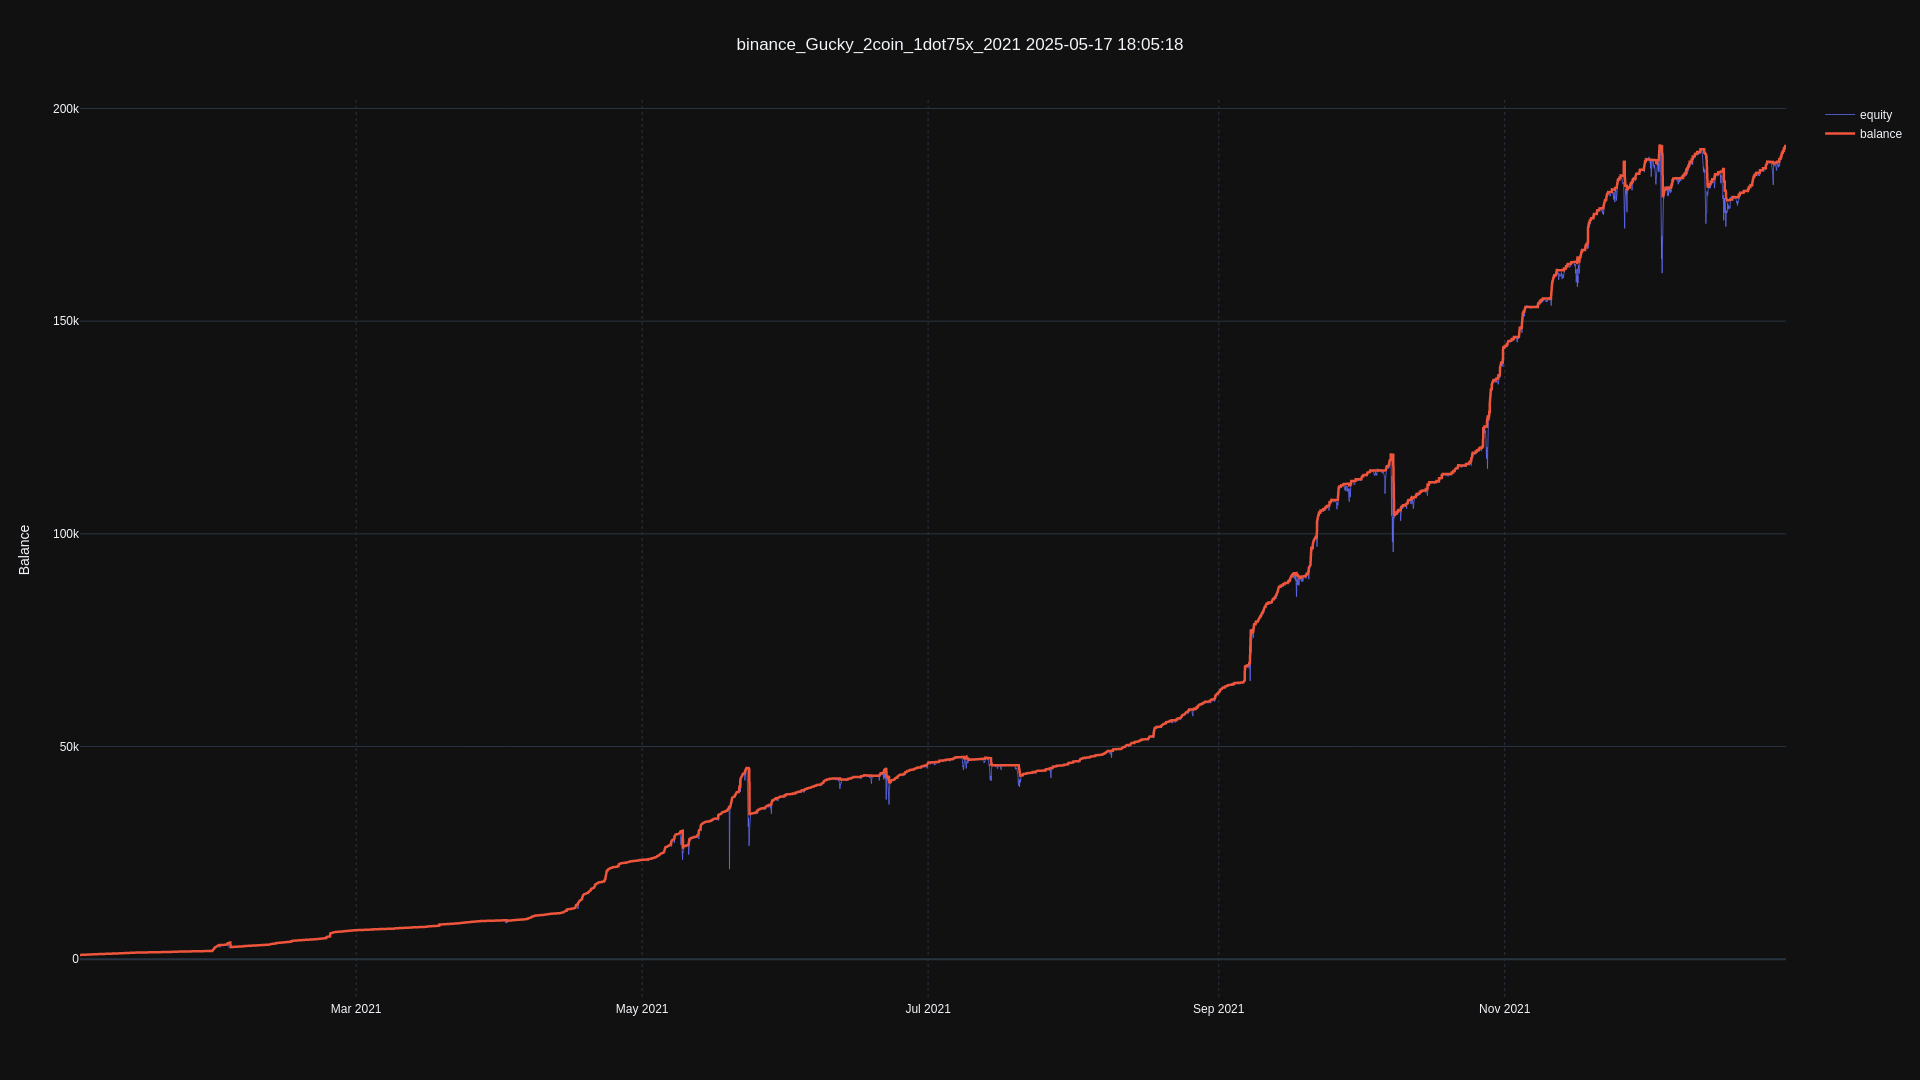 binance_Gucky_2coin_1dot75x_2021 2025-05-17 18:05:18
equity
balance
Balance
200k
150k
100k
50k
0
Mar 2021
May 2021
Jul 2021
Sep 2021
Nov 2021